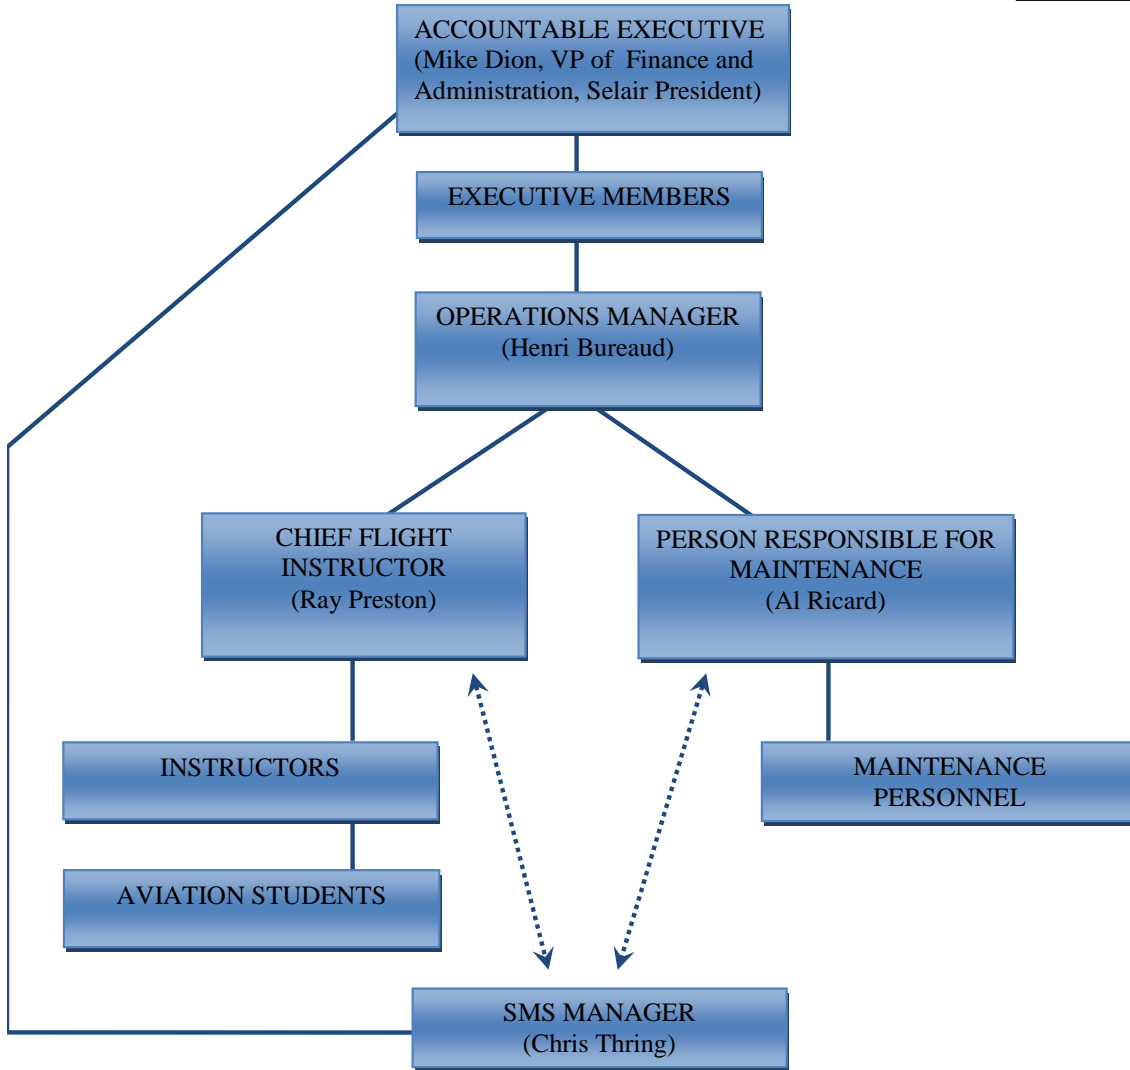 ACCOUNTABLE EXECUTIVE
(Mike Dion, VP of Finance and
Administration, Selair President)
EXECUTIVE MEMBERS
OPERATIONS MANAGER
(Henri Bureaud)
CHIEF FLIGHT
INSTRUCTOR
(Ray Preston)
PERSON RESPONSIBLE FOR
MAINTENANCE
(Al Ricard)
INSTRUCTORS
MAINTENANCE
PERSONNEL
AVIATION STUDENTS
SMS MANAGER
(Chris Thring)